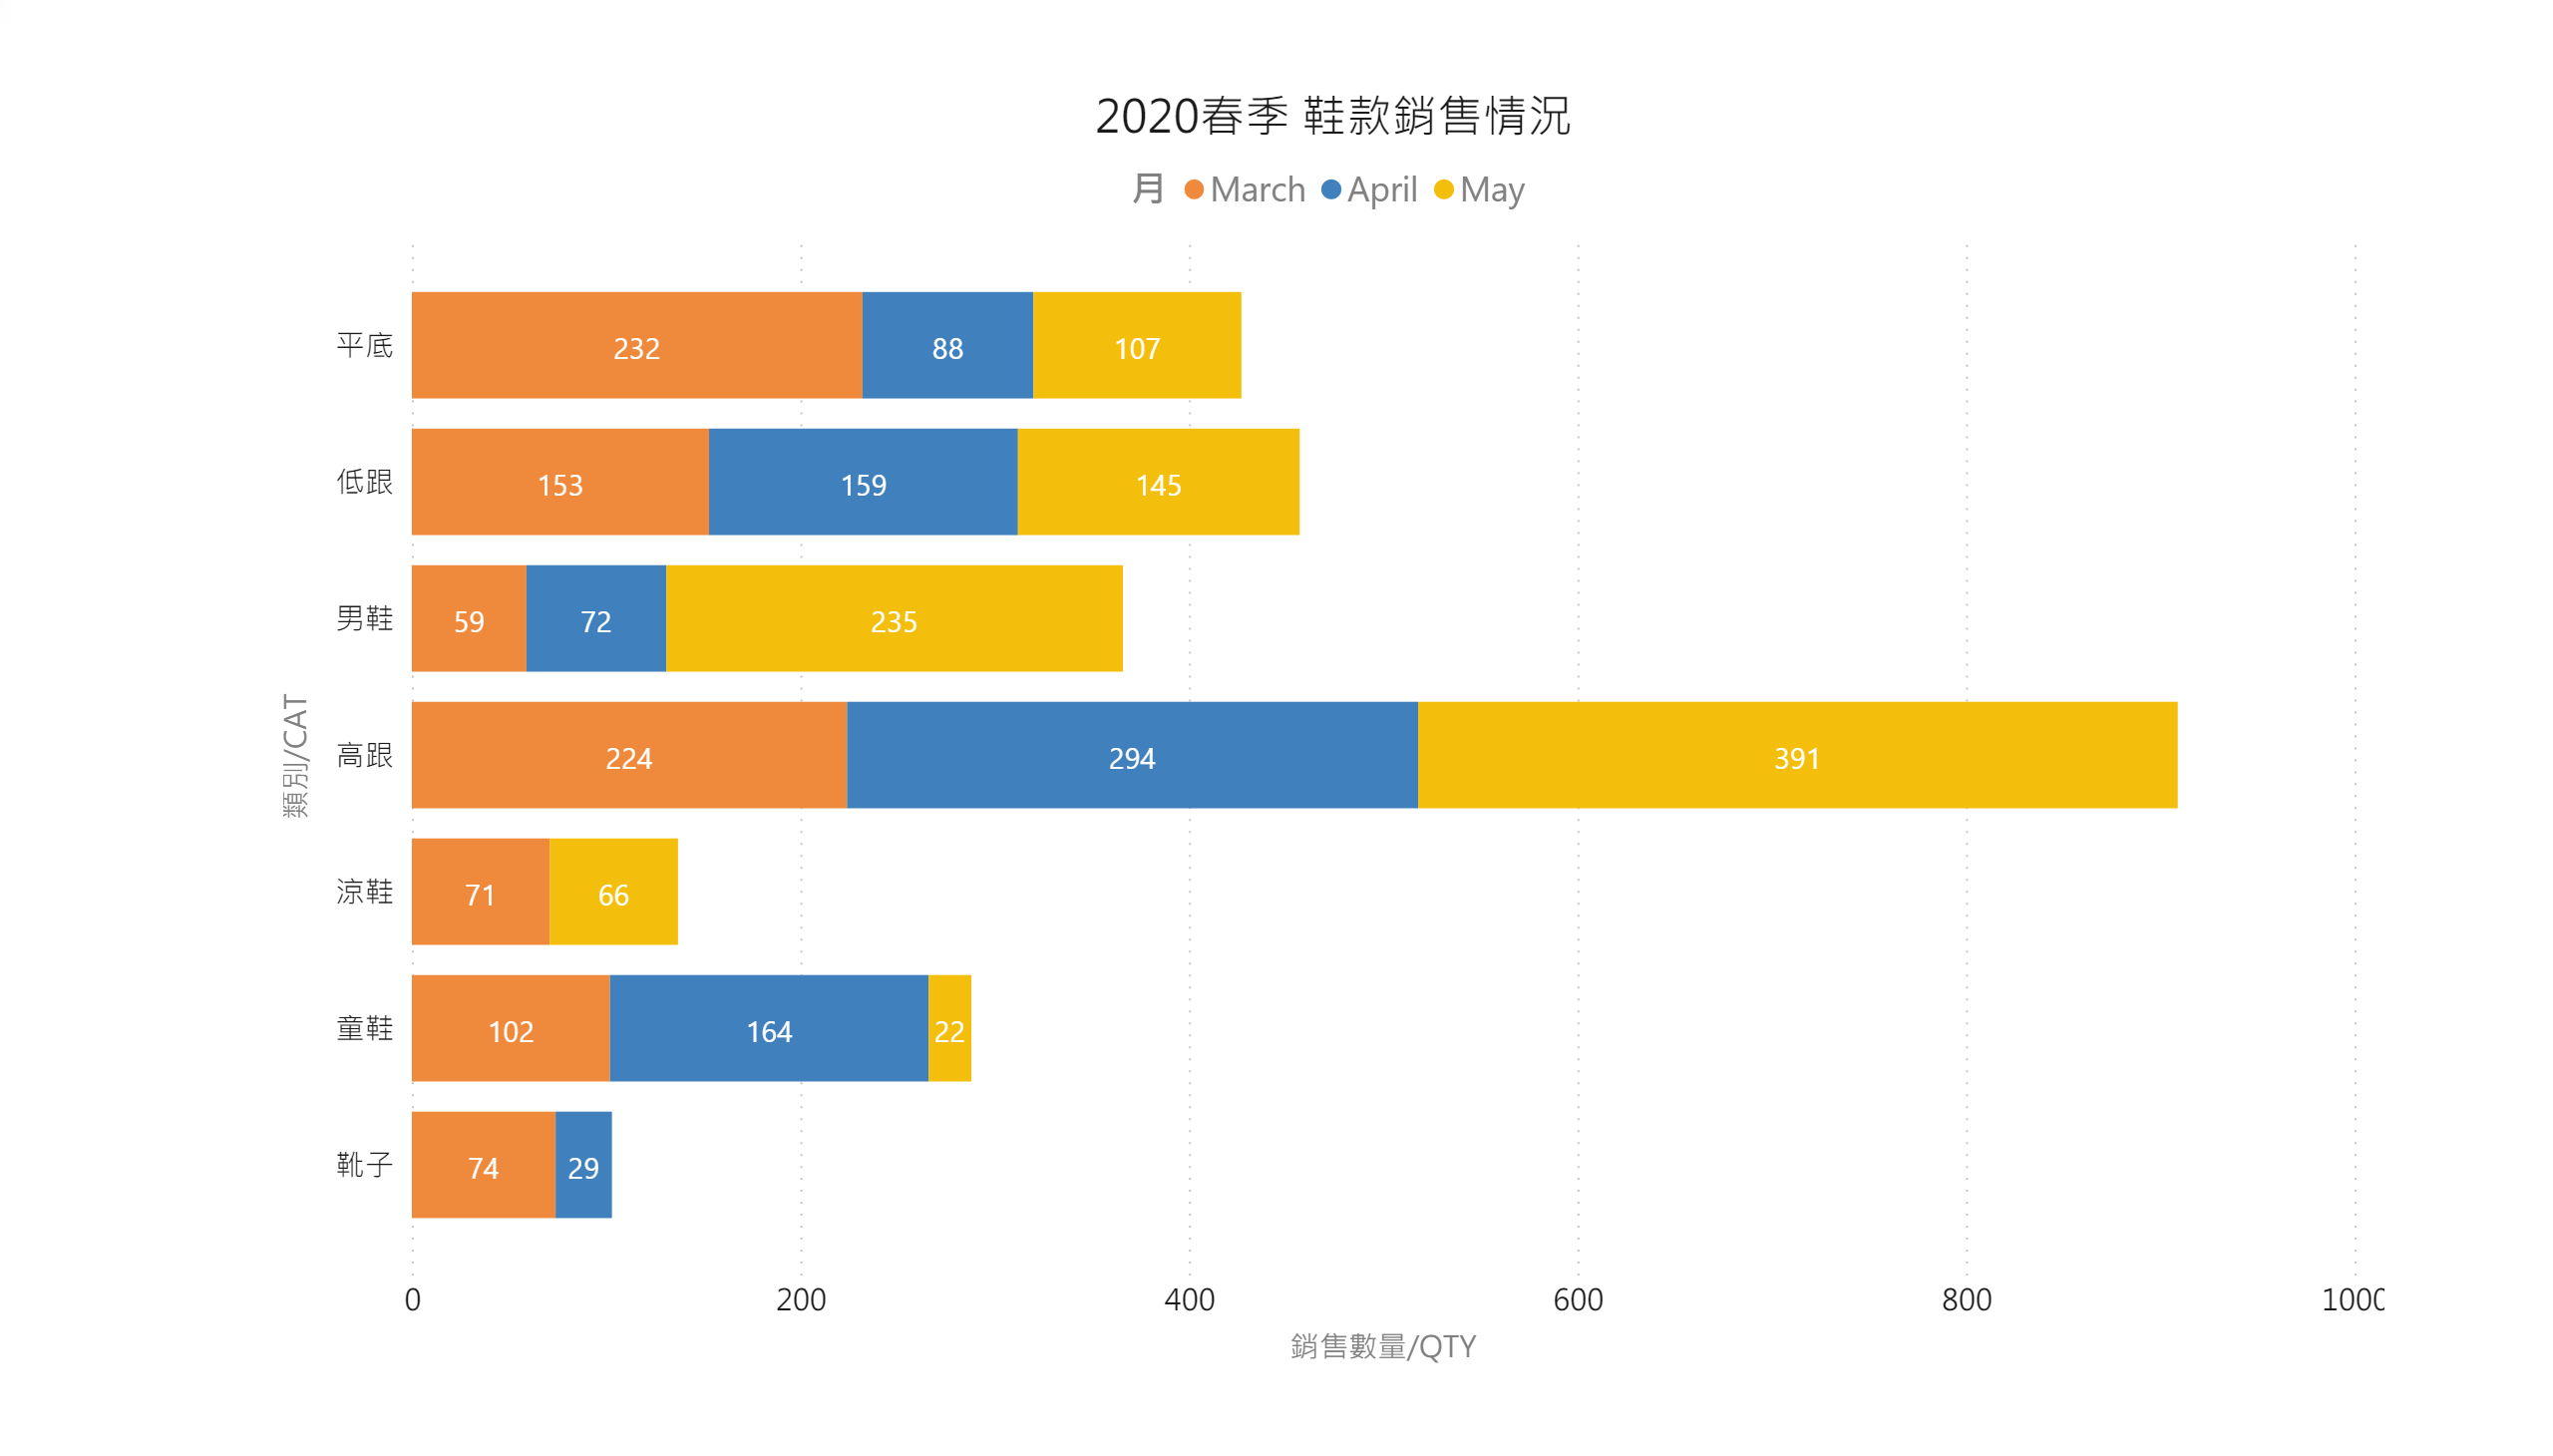 2020春季 鞋款銷售情況
月 March April May
平底 232 88 107
低跟 153 159 145
男鞋 59 72 235
高跟 224 294 391
涼鞋 71 66
童鞋 102 164 22
靴子 74 29
類別/CAT
0 200 400 600 800 1000
銷售數量/QTY